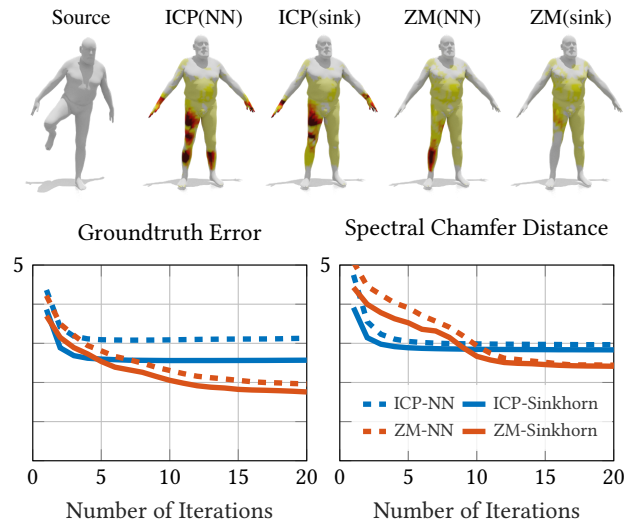 Source ICP(NN) ICP(sink) ZM(NN) ZM(sink)
Groundtruth Error
5
0 5 10 15 20
Number of Iterations
Spectral Chamfer Distance
5
ICP-NN ICP-Sinkhorn
ZM-NN ZM-Sinkhorn
0 5 10 15 20
Number of Iterations